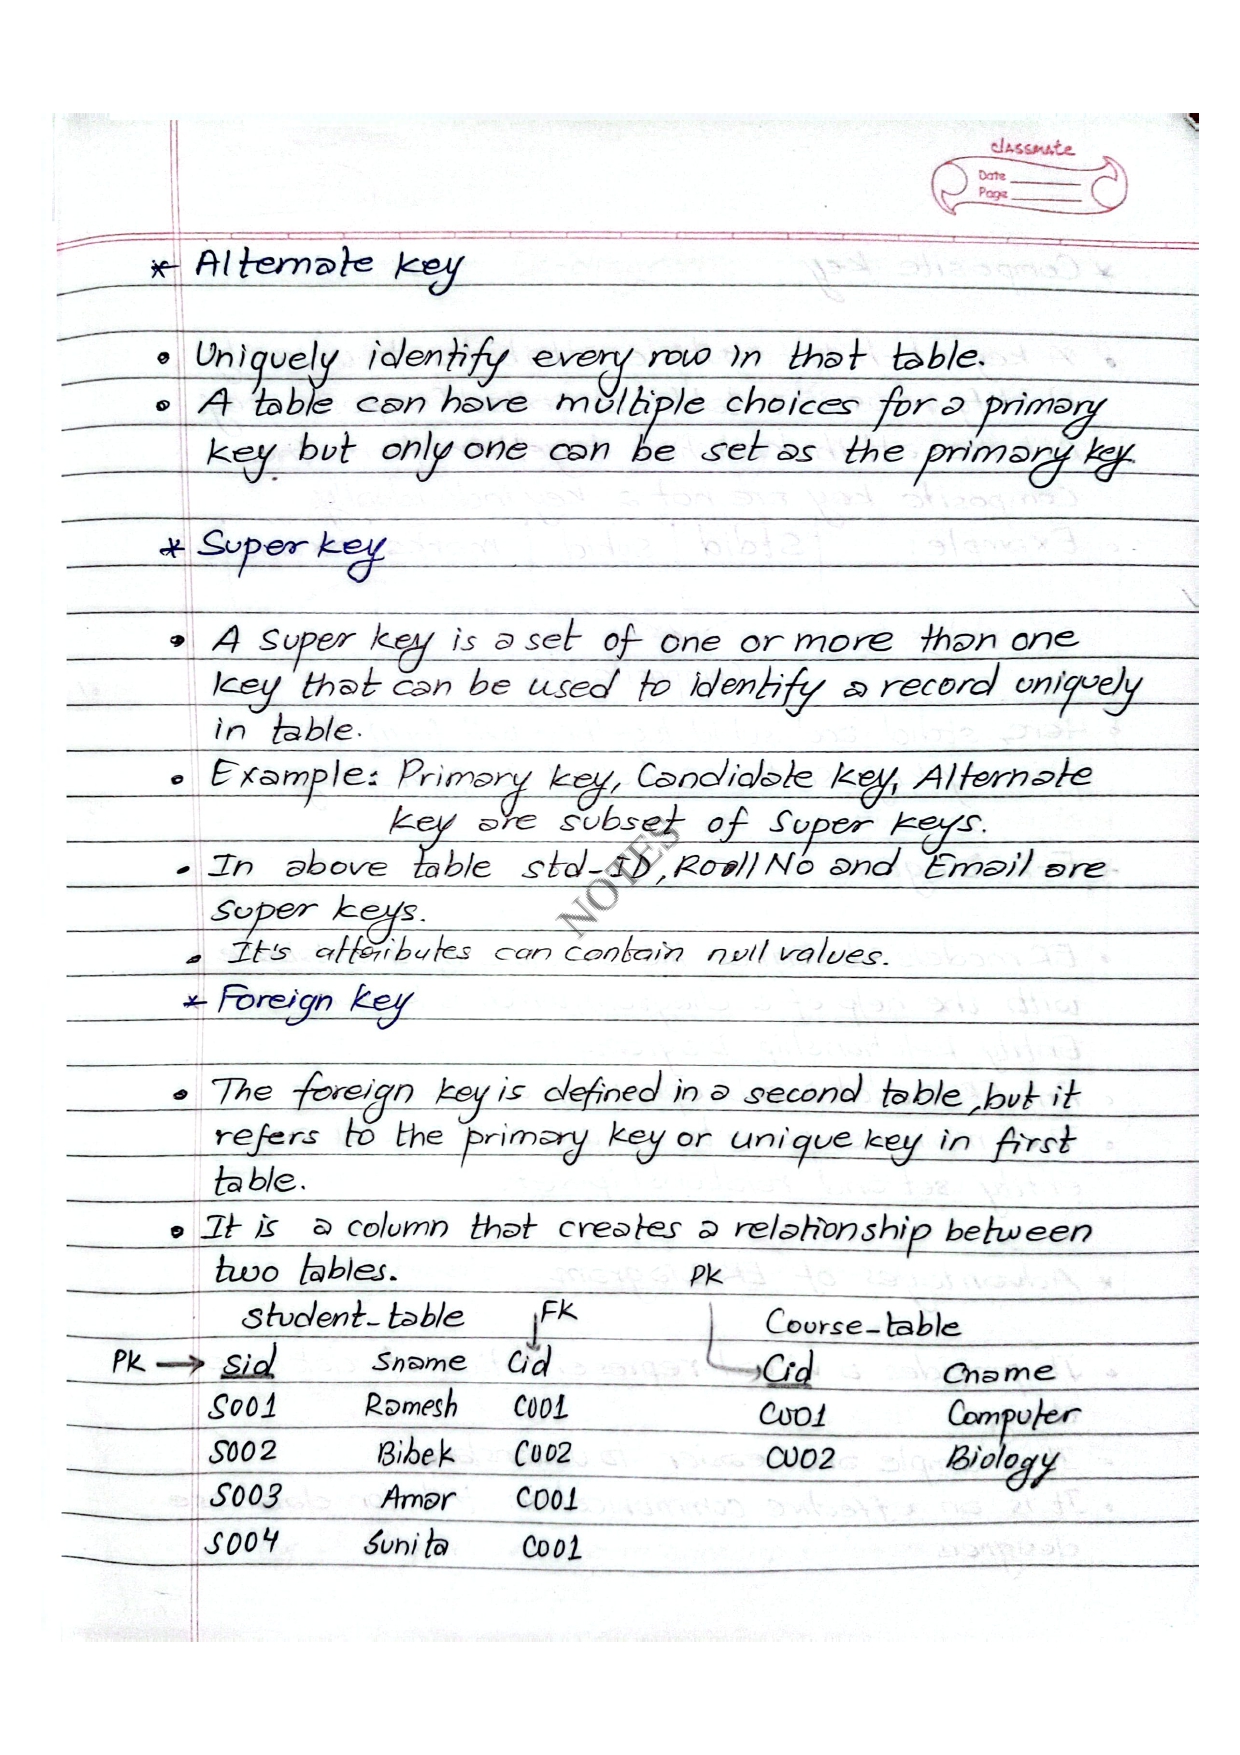 classmate
Date
Page
* Alternate key
• Uniquely identify every row in that table.
• A table can have multiple choices for a primary
key but only one can be set as the primary key.
* Super key
• A super key is a set of one or more than one
key that can be used to identify a record uniquely
in table.
• Example: Primary key, Candidate key, Alternate
key are subset of super keys.
• In above table std-ID, Roll No and Email are
super keys.
• It's attributes can contain null values.
NOTES
* Foreign key
• The foreign key is defined in a second table, but it
refers to the primary key or unique key in first
table.
• It is a column that creates a relationship between
two tables.
PK
Student_table FK Course_table
PK → sid Sname Cid Cid Cname
S001 Ramesh C001 C001 Computer
S002 Bibek C002 C002 Biology
S003 Amar C001
S004 Sunita C001